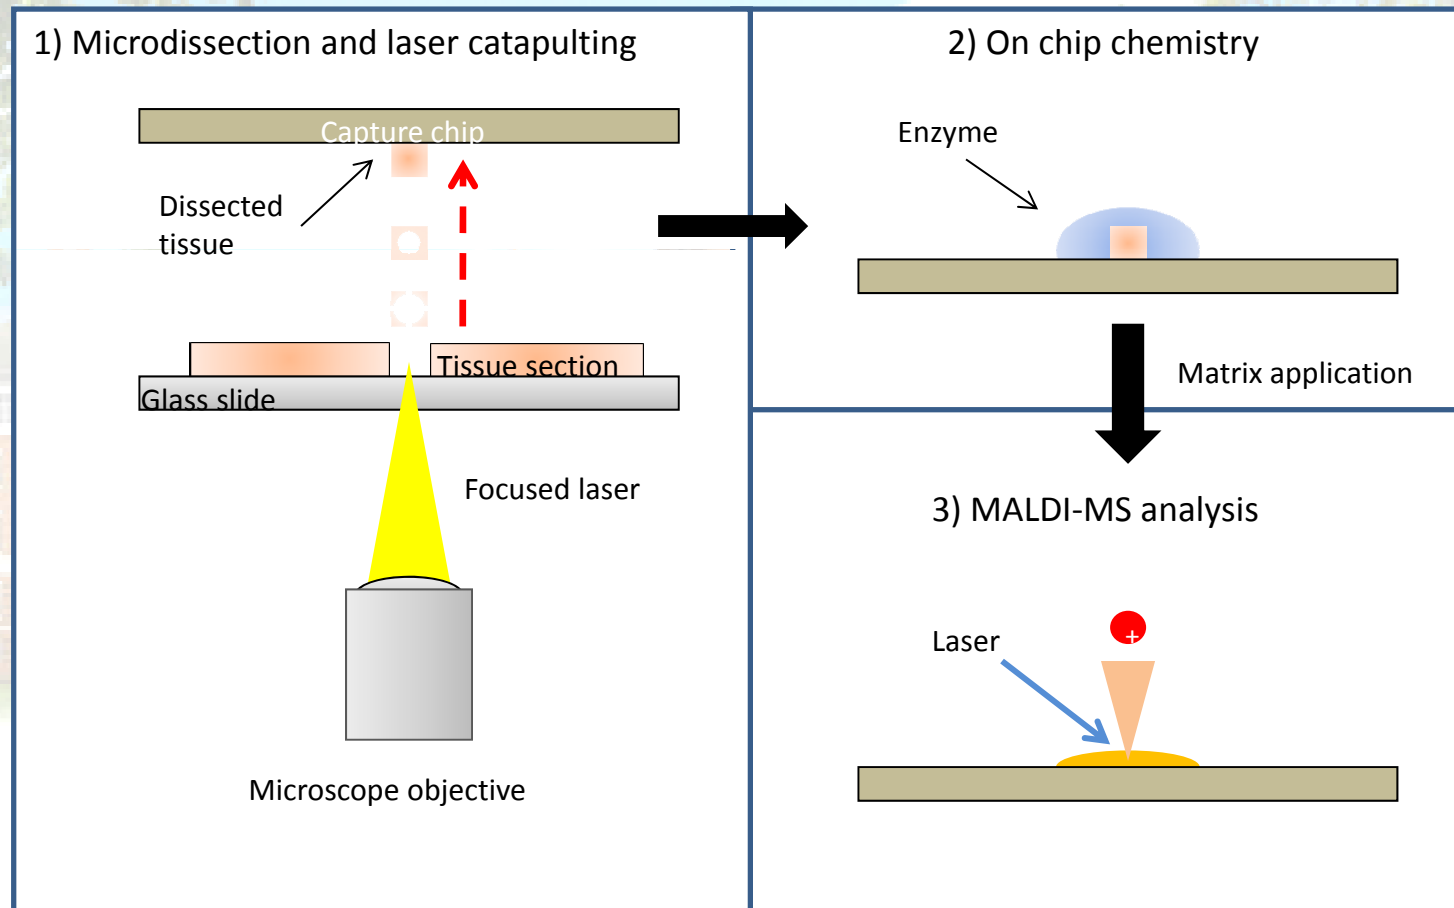 1) Microdissection and laser catapulting
Capture chip
Dissected
tissue
Tissue section
Glass slide
Focused laser
Microscope objective
2) On chip chemistry
Enzyme
Matrix application
3) MALDI-MS analysis
+
Laser